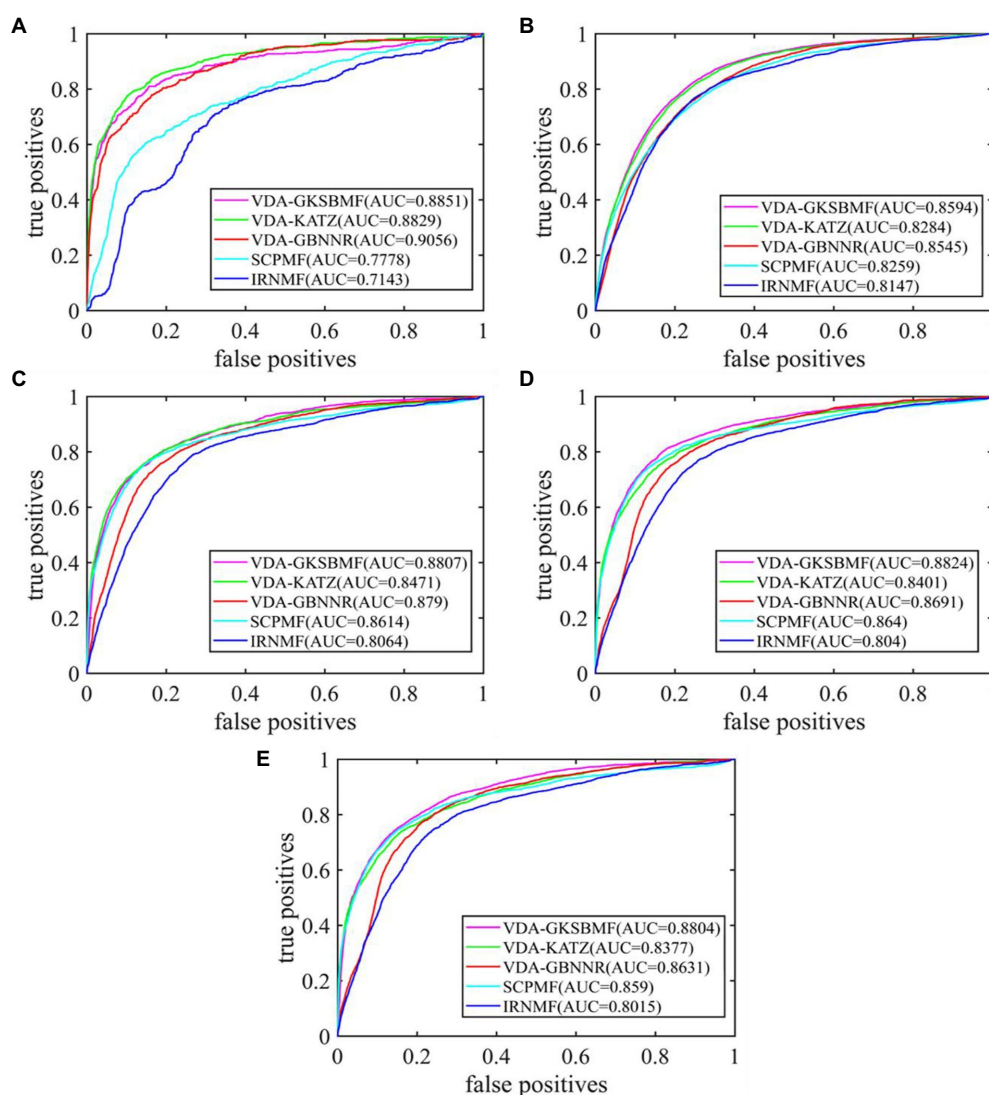 A
true positives
1
0.8
0.6
0.4
0.2
0
VDA-GKSBMF(AUC=0.8851)
VDA-KATZ(AUC=0.8829)
VDA-GBNNR(AUC=0.9056)
SCPMF(AUC=0.7778)
IRNMF(AUC=0.7143)
0 0.2 0.4 0.6 0.8 1
false positives
B
true positives
1
0.8
0.6
0.4
0.2
0
VDA-GKSBMF(AUC=0.8594)
VDA-KATZ(AUC=0.8284)
VDA-GBNNR(AUC=0.8545)
SCPMF(AUC=0.8259)
IRNMF(AUC=0.8147)
0 0.2 0.4 0.6 0.8
false positives
C
true positives
1
0.8
0.6
0.4
0.2
0
VDA-GKSBMF(AUC=0.8807)
VDA-KATZ(AUC=0.8471)
VDA-GBNNR(AUC=0.879)
SCPMF(AUC=0.8614)
IRNMF(AUC=0.8064)
0 0.2 0.4 0.6 0.8 1
false positives
D
true positives
1
0.8
0.6
0.4
0.2
0
VDA-GKSBMF(AUC=0.8824)
VDA-KATZ(AUC=0.8401)
VDA-GBNNR(AUC=0.8691)
SCPMF(AUC=0.864)
IRNMF(AUC=0.804)
0 0.2 0.4 0.6 0.8
false positives
E
true positives
1
0.8
0.6
0.4
0.2
0
VDA-GKSBMF(AUC=0.8804)
VDA-KATZ(AUC=0.8377)
VDA-GBNNR(AUC=0.8631)
SCPMF(AUC=0.859)
IRNMF(AUC=0.8015)
0 0.2 0.4 0.6 0.8 1
false positives